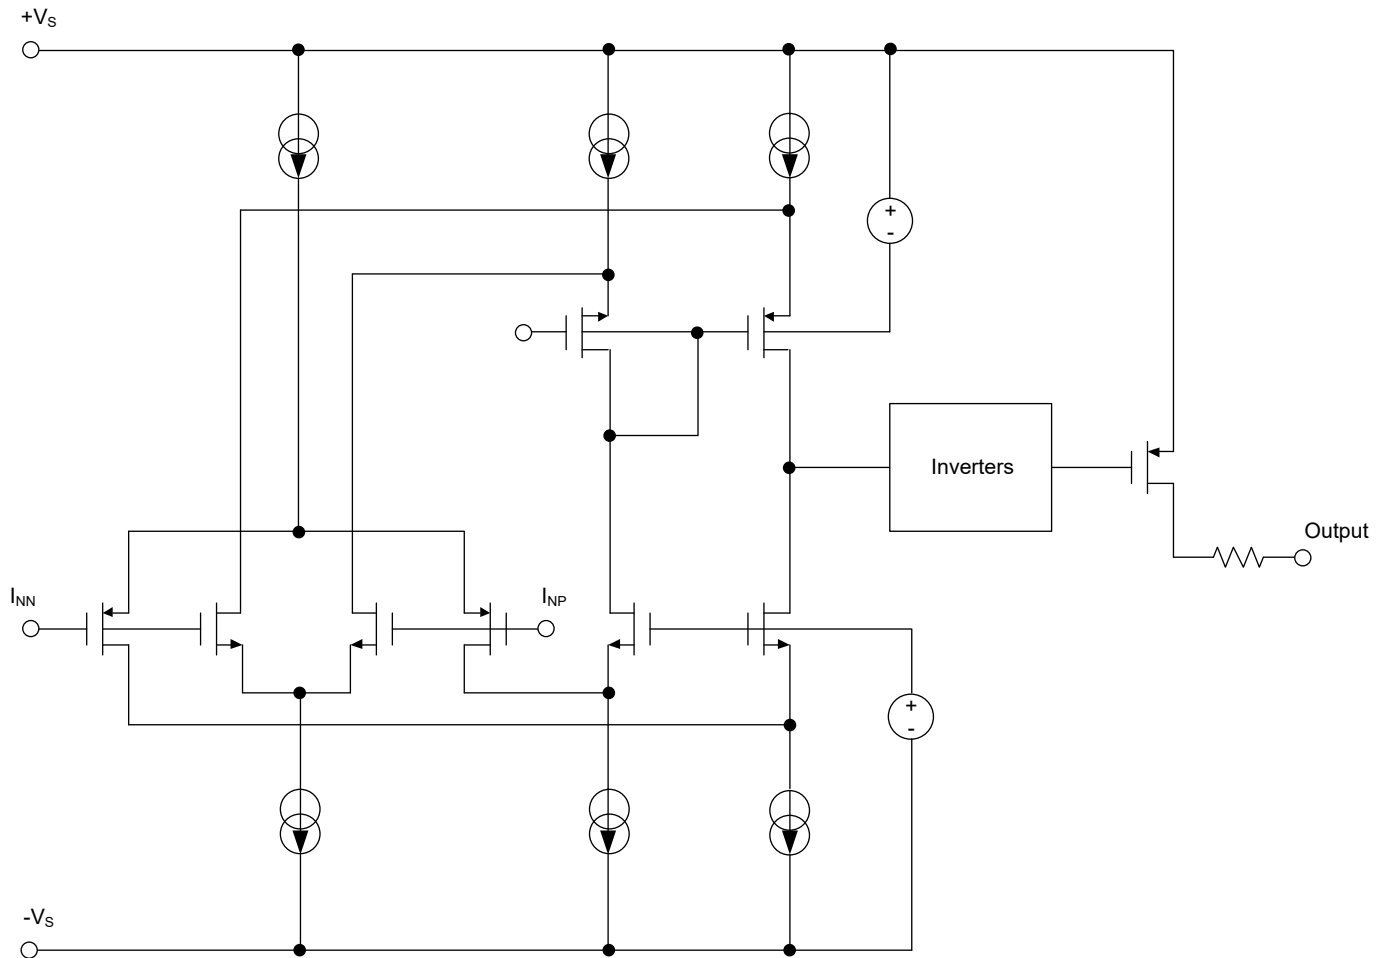 +VS
+
-
Inverters
Output
INN
INP
+
-
-VS